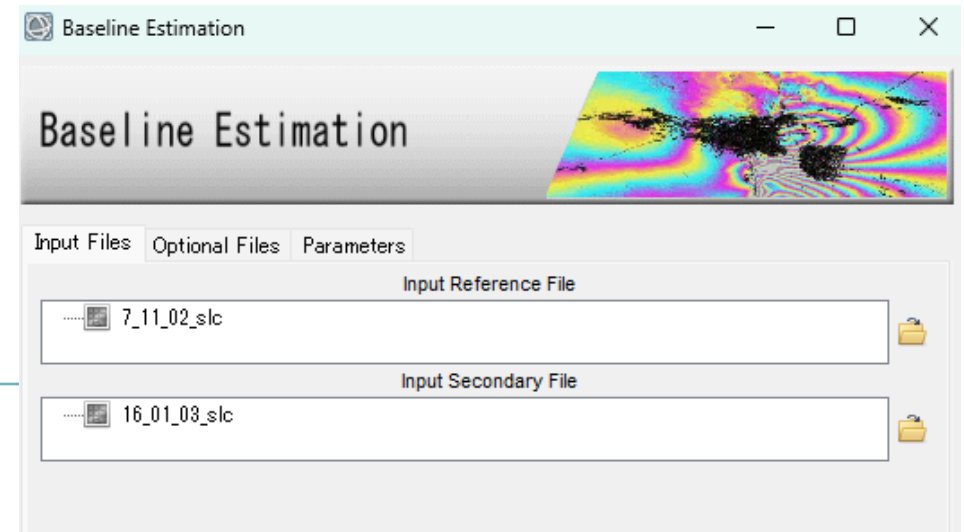 Baseline Estimation
Baseline Estimation
Input Files Optional Files Parameters
Input Reference File
7_11_02_slc
Input Secondary File
16_01_03_slc